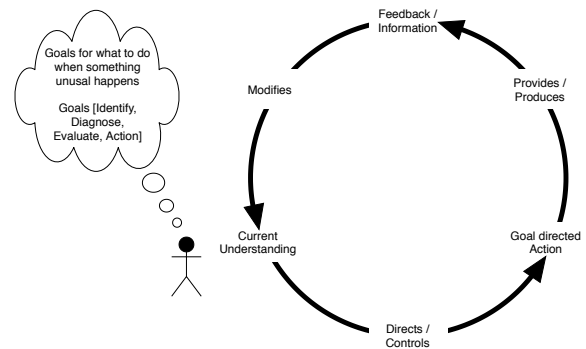 Goals for what to do
when something
unusal happens
Goals [Identify,
Diagnose,
Evaluate, Action]
Feedback /
Information
Modifies
Provides /
Produces
Current
Understanding
Goal directed
Action
Directs /
Controls